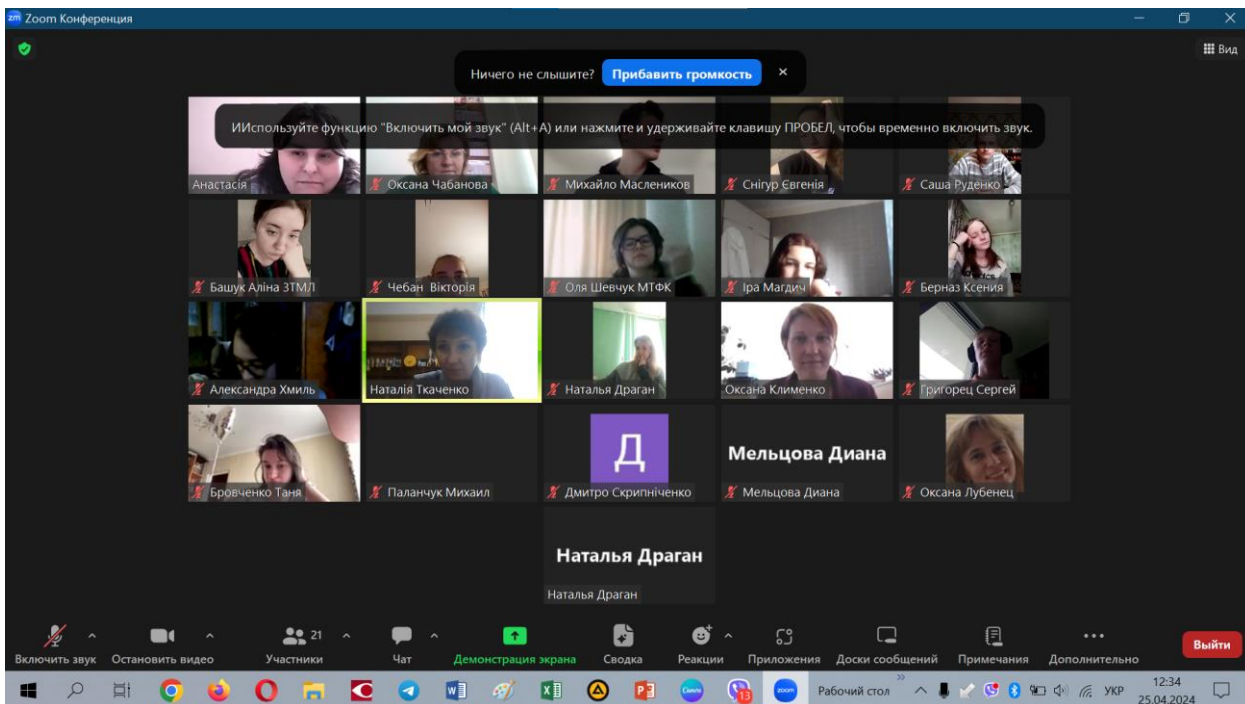 zm Zoom Конференция
Вид
Ничего не слышите? Прибавить громкость ×
ИИспользуйте функцию "Включить мой звук" (Alt+A) или нажмите и удерживайте клавишу ПРОБЕЛ, чтобы временно включить звук.
Анастасія
Оксана Чабанова
Михайло Маслеников
Снігур Євгенія
Саша Руденко
Башук Аліна ЗТМЛ
Чебан Вікторія
Оля Шевчук МТФК
Іра Магдич
Берназ Ксения
Александра Хмиль
Наталія Ткаченко
Наталья Драган
Оксана Клименко
Григорец Сергей
Бровченко Таня
Паланчук Михаил
Д
Дмитро Скрипніченко
Мельцова Диана
Мельцова Диана
Оксана Лубенец
Наталья Драган
Наталья Драган
21
Включить звук Остановить видео Участники Чат Демонстрация экрана Сводка Реакции Приложения Доски сообщений Примечания Дополнительно
Выйти
13
zoom
Рабочий стол
УКР
12:34
25.04.2024